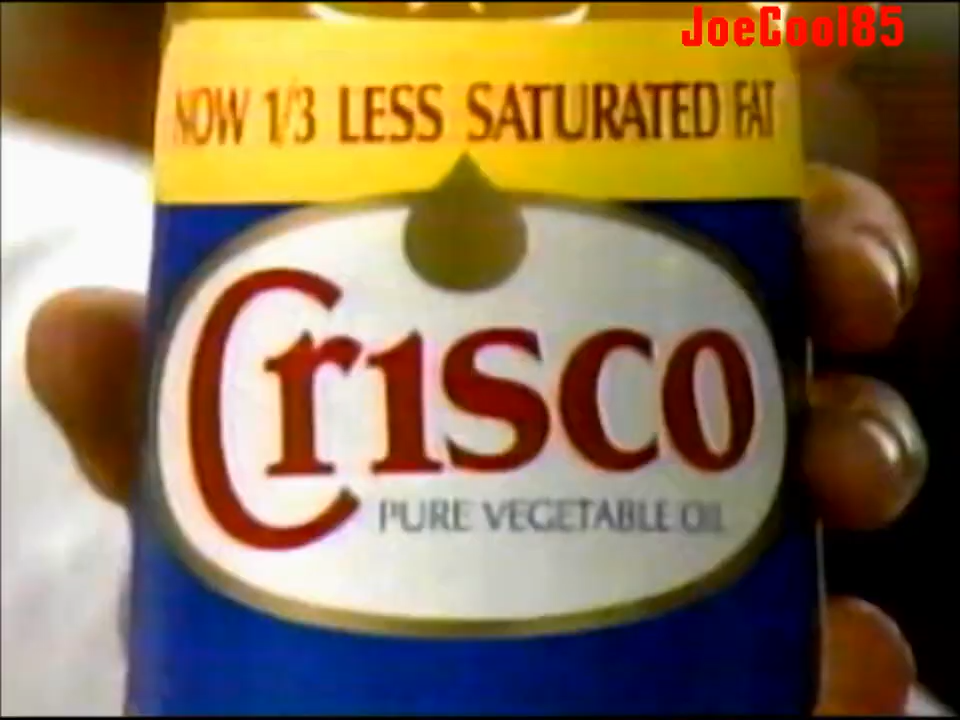 JoeCool85
NOW 1/3 LESS SATURATED FAT
Crisco
PURE VEGETABLE OIL